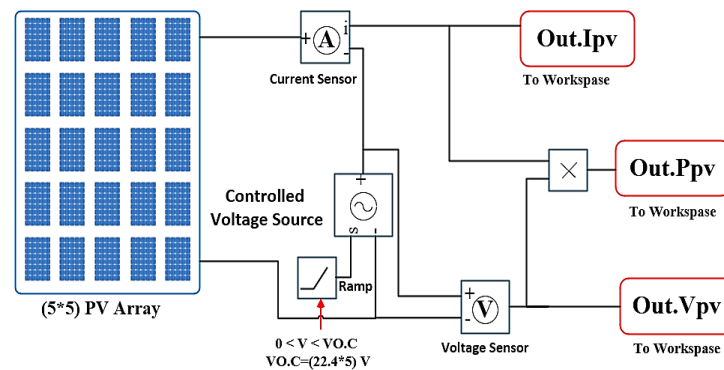 + A i -
Current Sensor
Out.Ipv
To Workspase
×
Out.Ppv
To Workspase
Controlled
Voltage Source
+
s -
Ramp
(5*5) PV Array
0 < V < VO.C
VO.C=(22.4*5) V
+ - V
Voltage Sensor
Out.Vpv
To Workspase